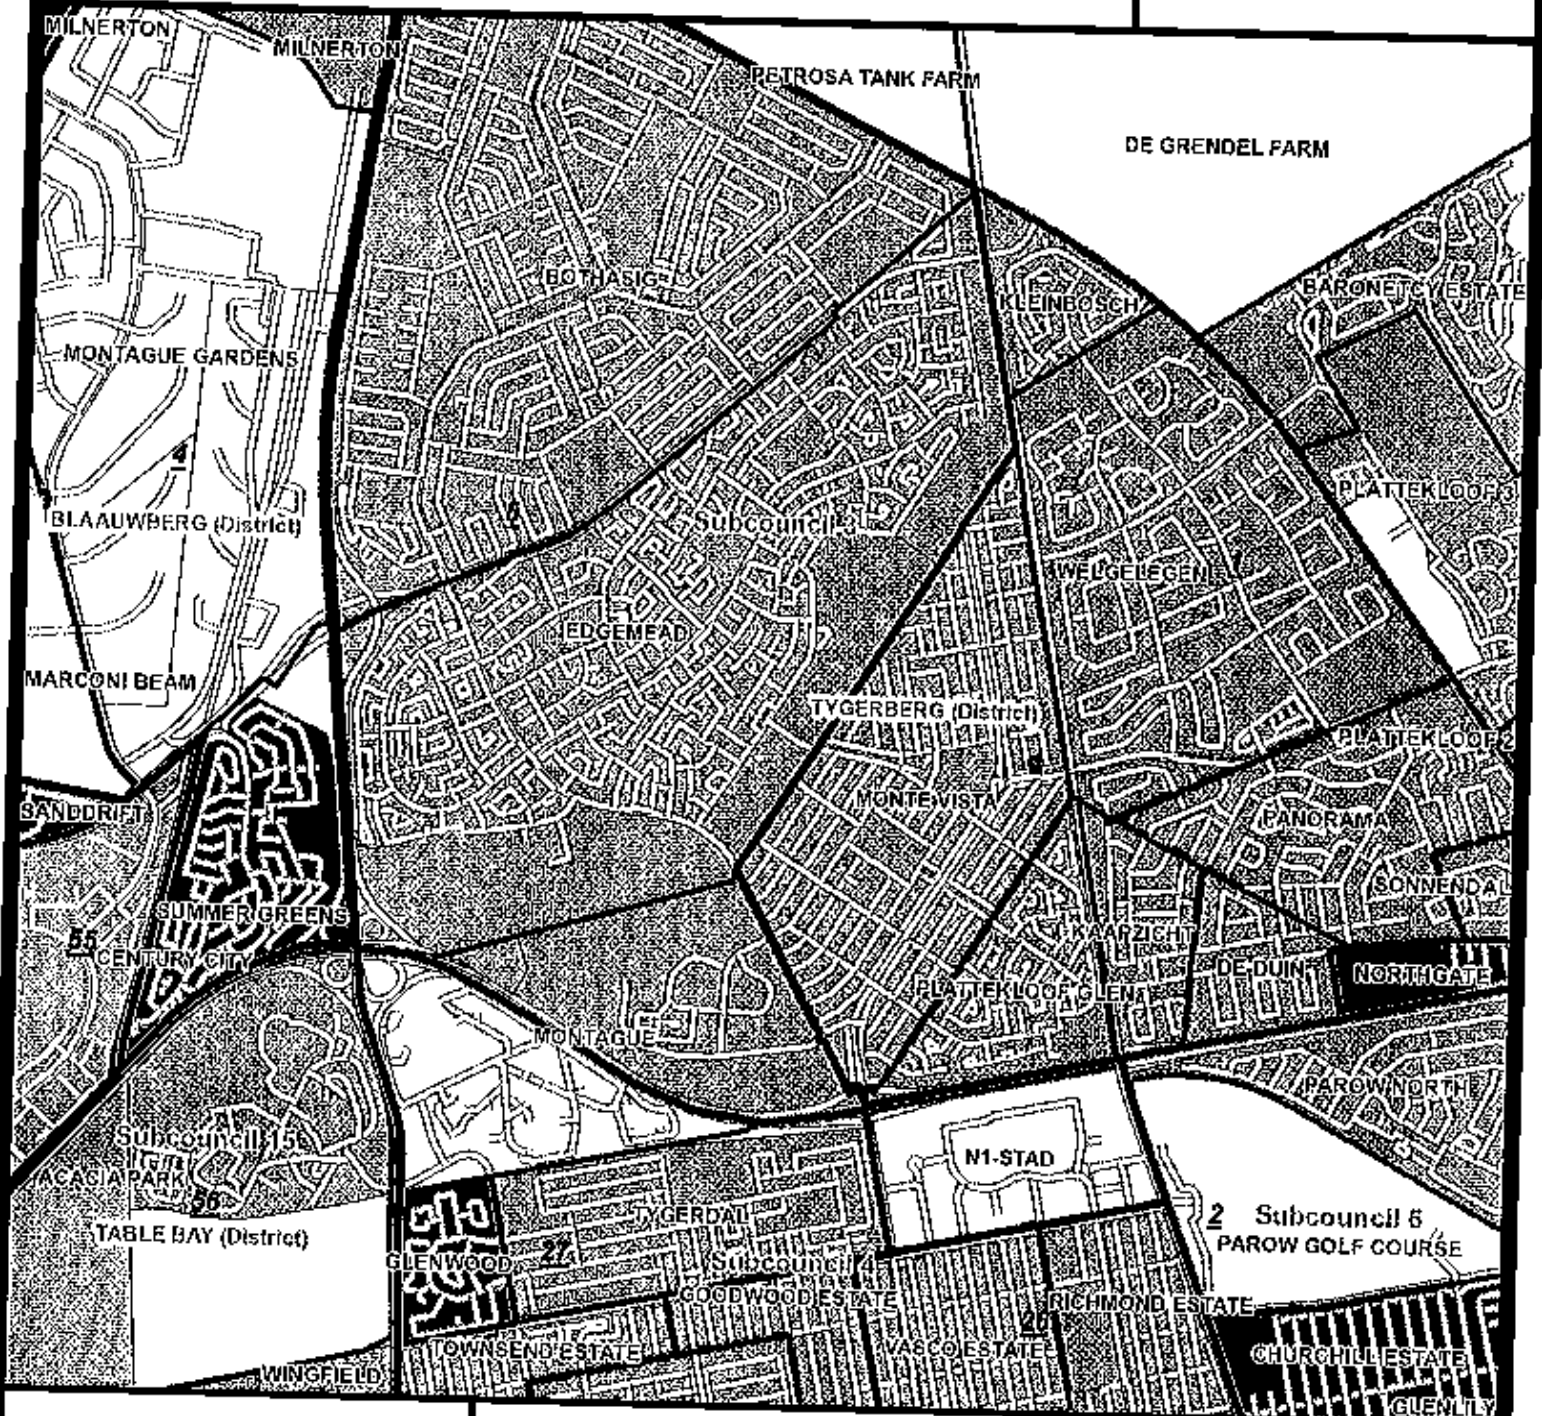 MILNERTON
MILNERTON
PETROSA TANK FARM
DE GRENDEL FARM
BOTHASIG
KLEINBOSCH
BARONETCY ESTATE
MONTAGUE GARDENS
4
PLATTEKLOOF 3
BLAAUWBERG (District)
Subcouncil 3
WELGELEGEN
1
EDGEMEAD
MARCONI BEAM
TYGERBERG (District)
PLATTEKLOOF 2
SANDDRIFT
MONTE VISTA
PANORAMA
SONNENDAL
SUMMER GREENS
55
CENTURY CITY
KAAPZICHT
DE DUIN
NORTHGATE
PLATTEKLOOF GLEN
MONTAGUE
PAROW NORTH
Subcouncil 15
N1-STAD
ACACIA PARK
56
TABLE BAY (District)
TYGERDAL
2
Subcouncil 6
PAROW GOLF COURSE
GLENWOOD
27
Subcouncil 4
GOODWOOD ESTATE
RICHMOND ESTATE
26
TOWNSEND ESTATE
VASCO ESTATE
CHURCHILL ESTATE
WINGFIELD
GLENLILY